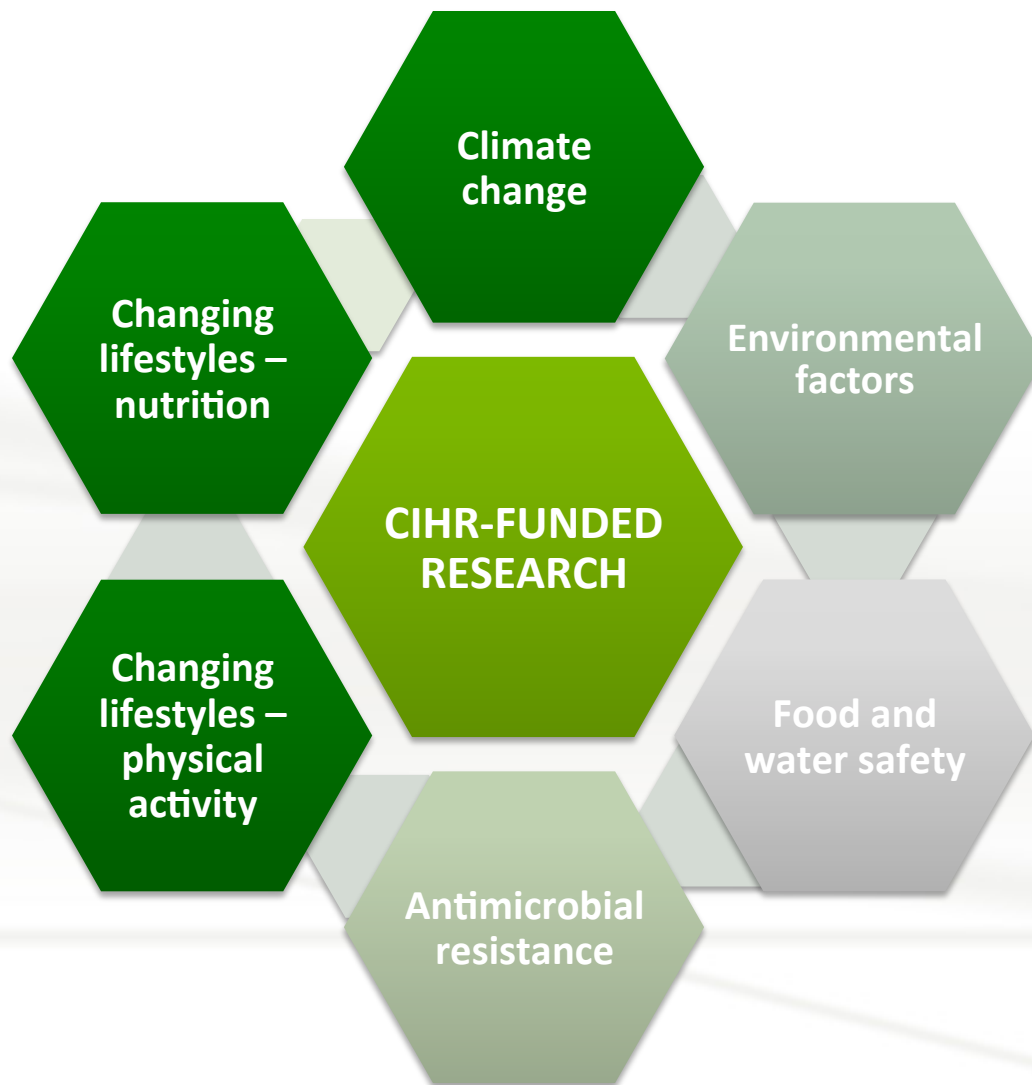 Climate
change
Environmental
factors
Food and
water safety
Antimicrobial
resistance
Changing
lifestyles –
physical
activity
Changing
lifestyles –
nutrition
CIHR-FUNDED
RESEARCH